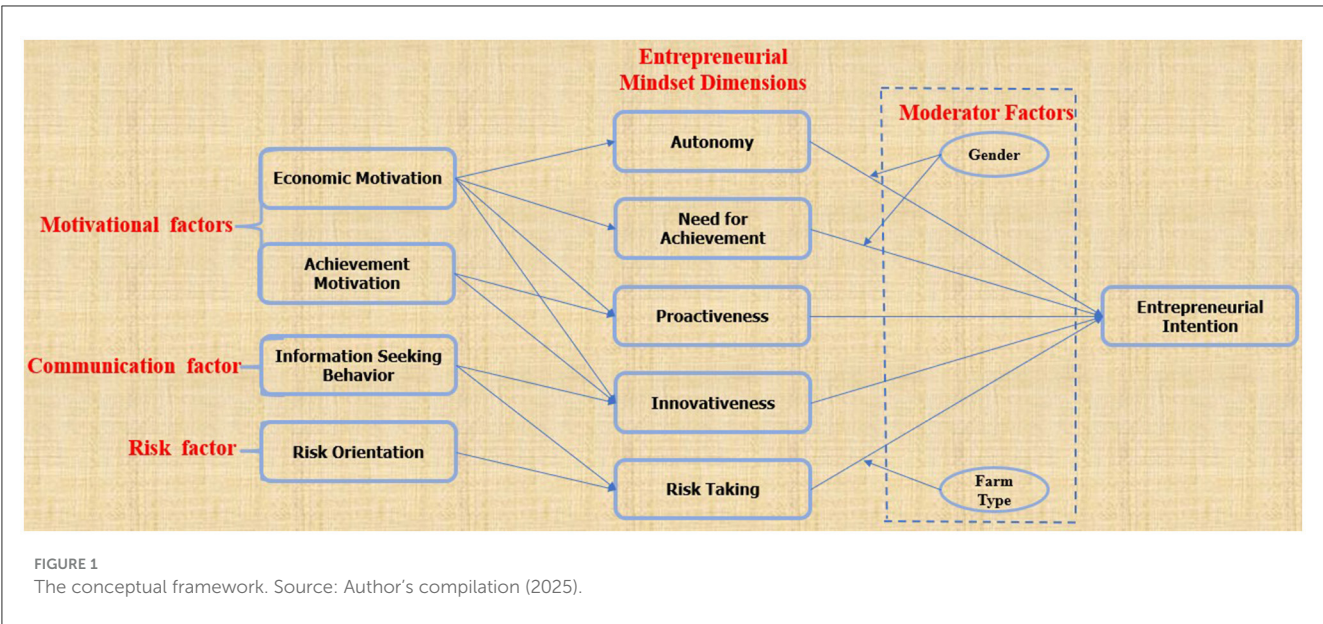 Entrepreneurial
Mindset Dimensions
Moderator Factors
Motivational factors
Communication factor
Risk factor
Economic Motivation
Achievement
Motivation
Information Seeking
Behavior
Risk Orientation
Autonomy
Need for
Achievement
Proactiveness
Innovativeness
Risk Taking
Gender
Farm
Type
Entrepreneurial
Intention
FIGURE 1
The conceptual framework. Source: Author's compilation (2025).